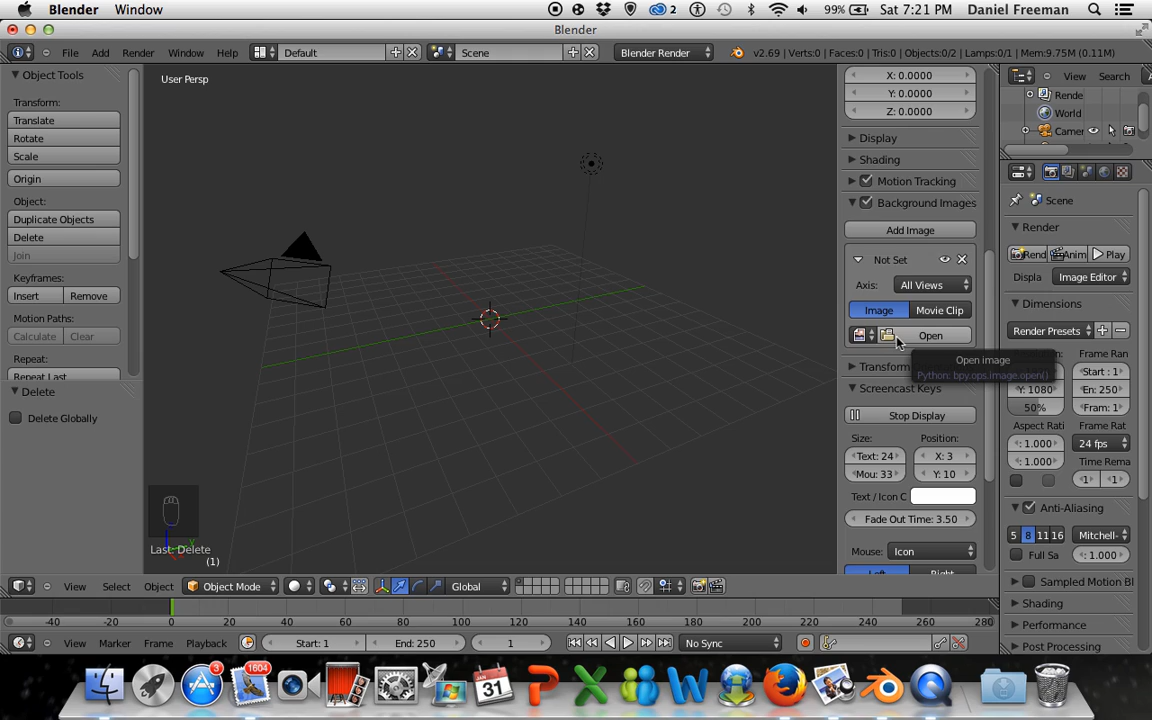 Blender Window 2 99% Sat 7:21 PM Daniel Freeman
Blender
File Add Render Window Help Default Scene Blender Render v2.69 | Verts:0 | Faces:0 | Tris:0 | Objects:0/2 | Lamps:0/1 | Mem:9.75M (0.11M)
Object Tools
Transform:
Translate
Rotate
Scale
Origin
Object:
Duplicate Objects
Delete
Join
Keyframes:
Insert Remove
Motion Paths:
Calculate Clear
Repeat:
Repeat Last
Delete
Delete Globally
User Persp
Last: Delete
(1)
X: 0.0000
Y: 0.0000
Z: 0.0000
Display
Shading
Motion Tracking
Background Images
Add Image
Not Set
Axis: All Views
Image Movie Clip
Open
Open image
Python: bpy.ops.image.open()
Transform
Screencast Keys
Stop Display
Size: Position:
Text: 24 X: 3
Mou: 33 Y: 10
Text / Icon C
Fade Out Time: 3.50
Mouse: Icon
Left Right
View Search
Rende
World
Camer
Scene
Render
Rend Anim Play
Displa Image Editor
Dimensions
Render Presets
Frame Ran
Start : 1
Y: 1080 En: 250
50% Fram: 1
Aspect Rati Frame Rat
: 1.000 24 fps
: 1.000 Time Rema
1 1
Anti-Aliasing
5 8 11 16 Mitchell-
Full Sa : 1.000
Sampled Motion Bl
Shading
Performance
Post Processing
View Select Object Object Mode Global
-40 -20 0 20 40 60 80 100 120 140 160 180 200 220 240 260 280
View Marker Frame Playback Start: 1 End: 250 1 No Sync
3 1604 JAN 31